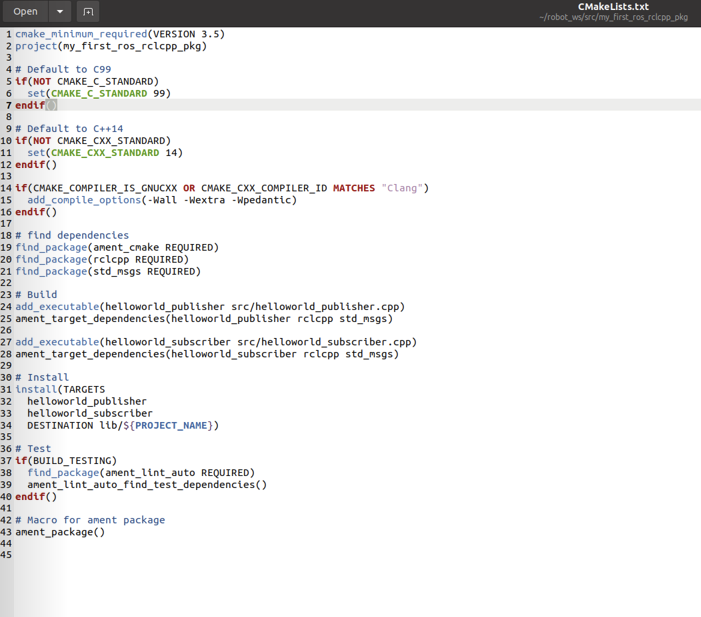 Open
CMakeLists.txt
~/robot_ws/src/my_first_ros_rclcpp_pkg
1 cmake_minimum_required(VERSION 3.5)
2 project(my_first_ros_rclcpp_pkg)
3
4 # Default to C99
5 if(NOT CMAKE_C_STANDARD)
6   set(CMAKE_C_STANDARD 99)
7 endif()
8
9 # Default to C++14
10 if(NOT CMAKE_CXX_STANDARD)
11   set(CMAKE_CXX_STANDARD 14)
12 endif()
13
14 if(CMAKE_COMPILER_IS_GNUCXX OR CMAKE_CXX_COMPILER_ID MATCHES "Clang")
15   add_compile_options(-Wall -Wextra -Wpedantic)
16 endif()
17
18 # find dependencies
19 find_package(ament_cmake REQUIRED)
20 find_package(rclcpp REQUIRED)
21 find_package(std_msgs REQUIRED)
22
23 # Build
24 add_executable(helloworld_publisher src/helloworld_publisher.cpp)
25 ament_target_dependencies(helloworld_publisher rclcpp std_msgs)
26
27 add_executable(helloworld_subscriber src/helloworld_subscriber.cpp)
28 ament_target_dependencies(helloworld_subscriber rclcpp std_msgs)
29
30 # Install
31 install(TARGETS
32   helloworld_publisher
33   helloworld_subscriber
34   DESTINATION lib/${PROJECT_NAME})
35
36 # Test
37 if(BUILD_TESTING)
38   find_package(ament_lint_auto REQUIRED)
39   ament_lint_auto_find_test_dependencies()
40 endif()
41
42 # Macro for ament package
43 ament_package()
44
45